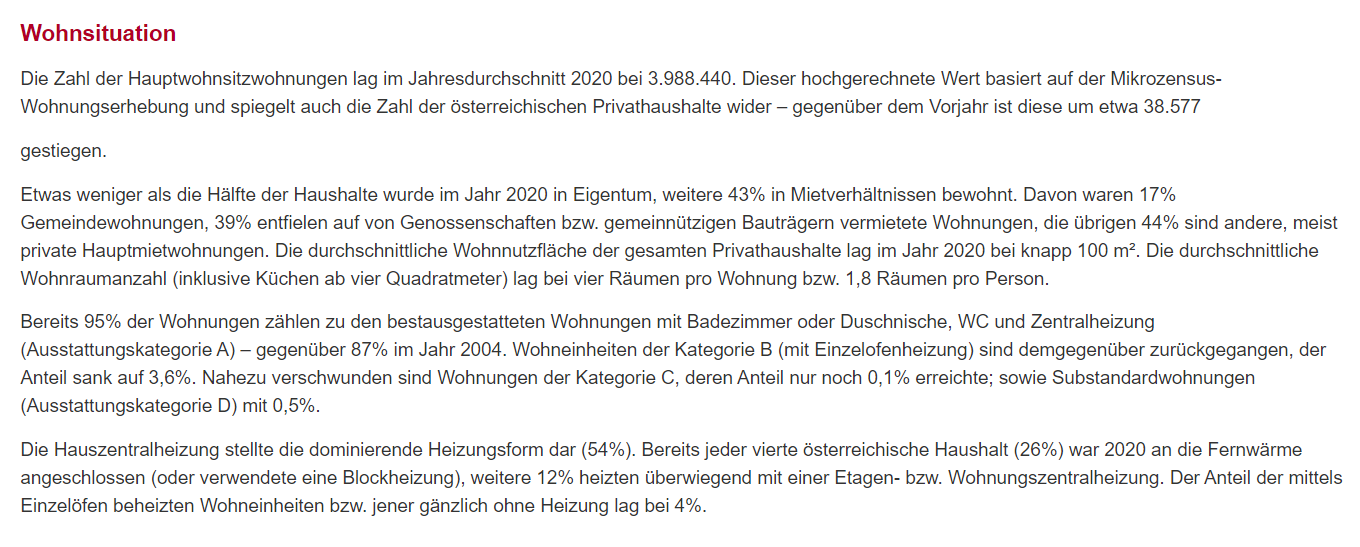 Wohnsituation
Die Zahl der Hauptwohnsitzwohnungen lag im Jahresdurchschnitt 2020 bei 3.988.440. Dieser hochgerechnete Wert basiert auf der Mikrozensus-
Wohnungserhebung und spiegelt auch die Zahl der österreichischen Privathaushalte wider – gegenüber dem Vorjahr ist diese um etwa 38.577
gestiegen.
Etwas weniger als die Hälfte der Haushalte wurde im Jahr 2020 in Eigentum, weitere 43% in Mietverhältnissen bewohnt. Davon waren 17%
Gemeindewohnungen, 39% entfielen auf von Genossenschaften bzw. gemeinnützigen Bauträgern vermietete Wohnungen, die übrigen 44% sind andere, meist
private Hauptmietwohnungen. Die durchschnittliche Wohnnutzfläche der gesamten Privathaushalte lag im Jahr 2020 bei knapp 100 m². Die durchschnittliche
Wohnraumanzahl (inklusive Küchen ab vier Quadratmeter) lag bei vier Räumen pro Wohnung bzw. 1,8 Räumen pro Person.
Bereits 95% der Wohnungen zählen zu den bestausgestatteten Wohnungen mit Badezimmer oder Duschnische, WC und Zentralheizung
(Ausstattungskategorie A) – gegenüber 87% im Jahr 2004. Wohneinheiten der Kategorie B (mit Einzelofenheizung) sind demgegenüber zurückgegangen, der
Anteil sank auf 3,6%. Nahezu verschwunden sind Wohnungen der Kategorie C, deren Anteil nur noch 0,1% erreichte; sowie Substandardwohnungen
(Ausstattungskategorie D) mit 0,5%.
Die Hauszentralheizung stellte die dominierende Heizungsform dar (54%). Bereits jeder vierte österreichische Haushalt (26%) war 2020 an die Fernwärme
angeschlossen (oder verwendete eine Blockheizung), weitere 12% heizten überwiegend mit einer Etagen- bzw. Wohnungszentralheizung. Der Anteil der mittels
Einzelöfen beheizten Wohneinheiten bzw. jener gänzlich ohne Heizung lag bei 4%.